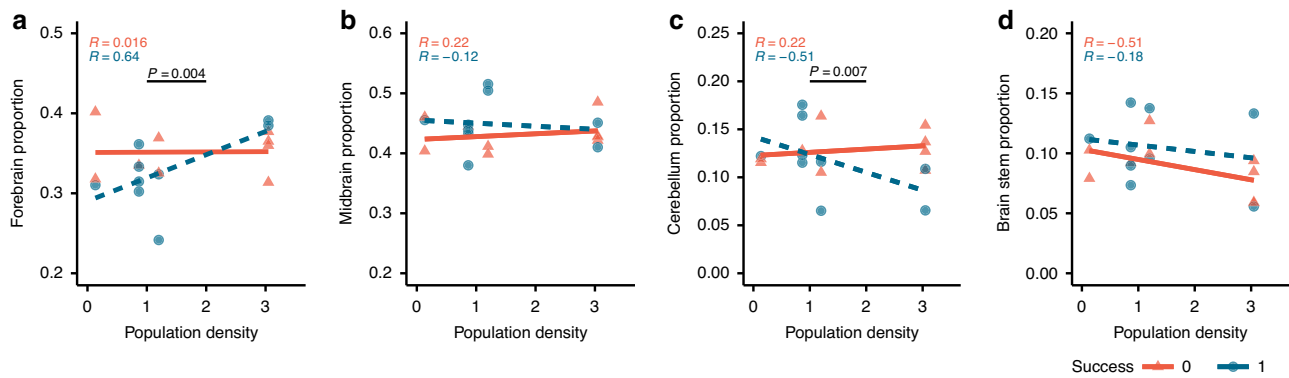 a
R = 0.016
R = 0.64
P = 0.004
Forebrain proportion
0.5
0.4
0.3
0.2
0 1 2 3
Population density
b
R = 0.22
R = −0.12
Midbrain proportion
0.6
0.5
0.4
0.3
0.2
0 1 2 3
Population density
c
R = 0.22
R = −0.51
P = 0.007
Cerebellum proportion
0.25
0.20
0.15
0.10
0.05
0.00
0 1 2 3
Population density
d
R = −0.51
R = −0.18
Brain stem proportion
0.20
0.15
0.10
0.05
0.00
0 1 2 3
Population density
Success 0 1